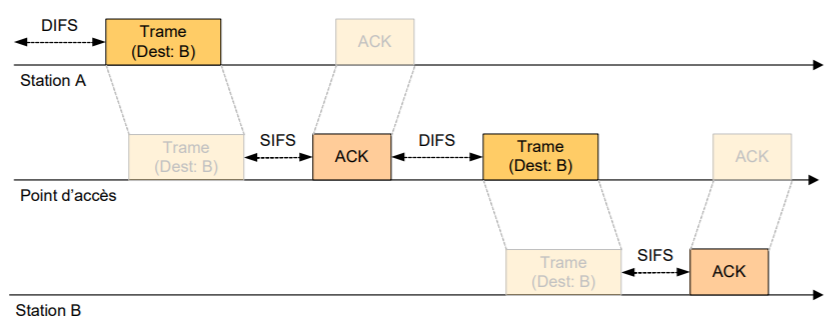 DIFS
Trame
(Dest: B)
ACK
Station A
Trame
(Dest: B)
SIFS
ACK
DIFS
Trame
(Dest: B)
ACK
Point d'accès
Trame
(Dest: B)
SIFS
ACK
Station B